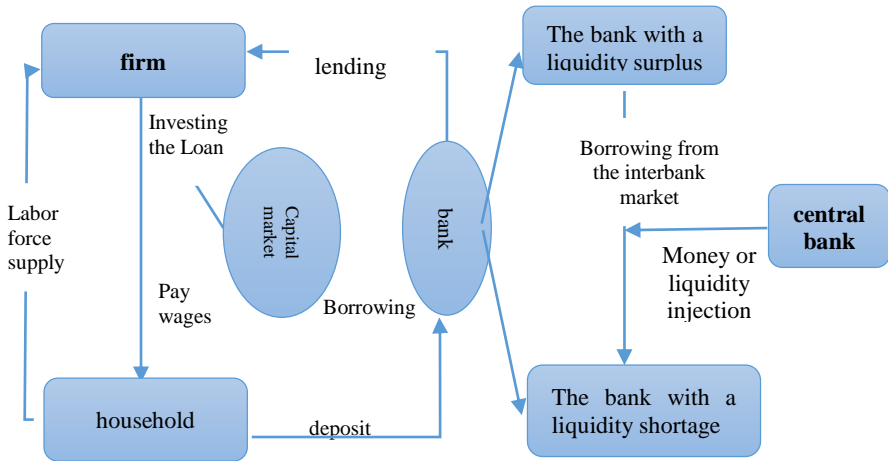 firm
lending
The bank with a
liquidity surplus
Investing
the Loan
Borrowing from
the interbank
market
Labor
force
supply
Capital
market
bank
central
bank
Money or
liquidity
injection
Pay
wages
Borrowing
household
deposit
The bank with a
liquidity shortage